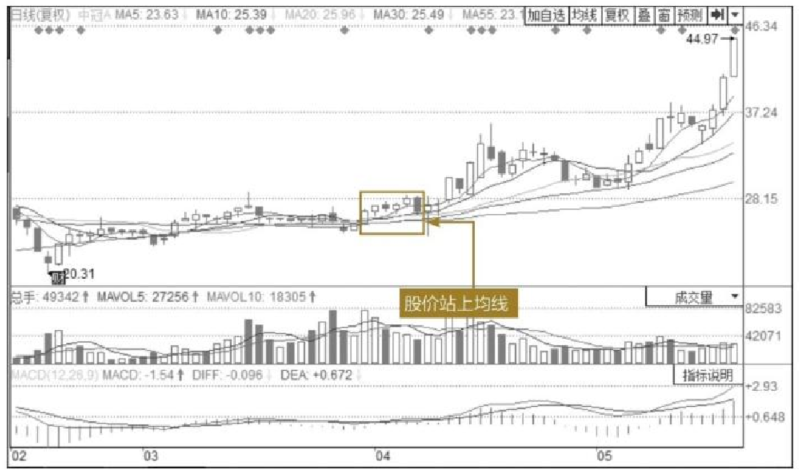 日线(复权) 中冠A MA5: 23.63↓ MA10: 25.39↓ MA20: 25.96↓ MA30: 25.49↓ MA55: 23.1 加自选 均线 复权 叠 窗 预测
46.34
44.97
37.24
28.15
20.31
股价站上均线
总手: 49342↑ MAVOL5: 27256↑ MAVOL10: 18305↑ 成交量
82583
42071
MACD(12,26,9) MACD: -1.54↑ DIFF: -0.096↓ DEA: +0.672↓ 指标说明
+2.93
+0.648
02 03 04 05